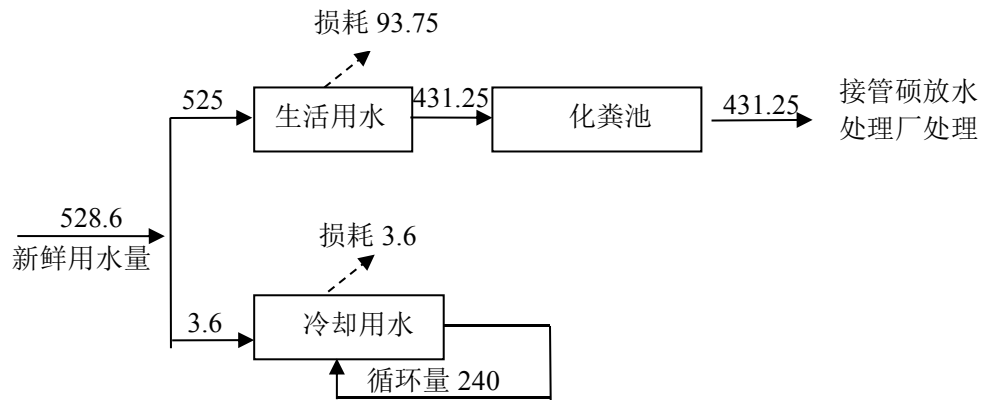 损耗 93.75
525
生活用水
431.25
化粪池
431.25
接管硕放水
处理厂处理
528.6
新鲜用水量
损耗 3.6
3.6
冷却用水
循环量 240